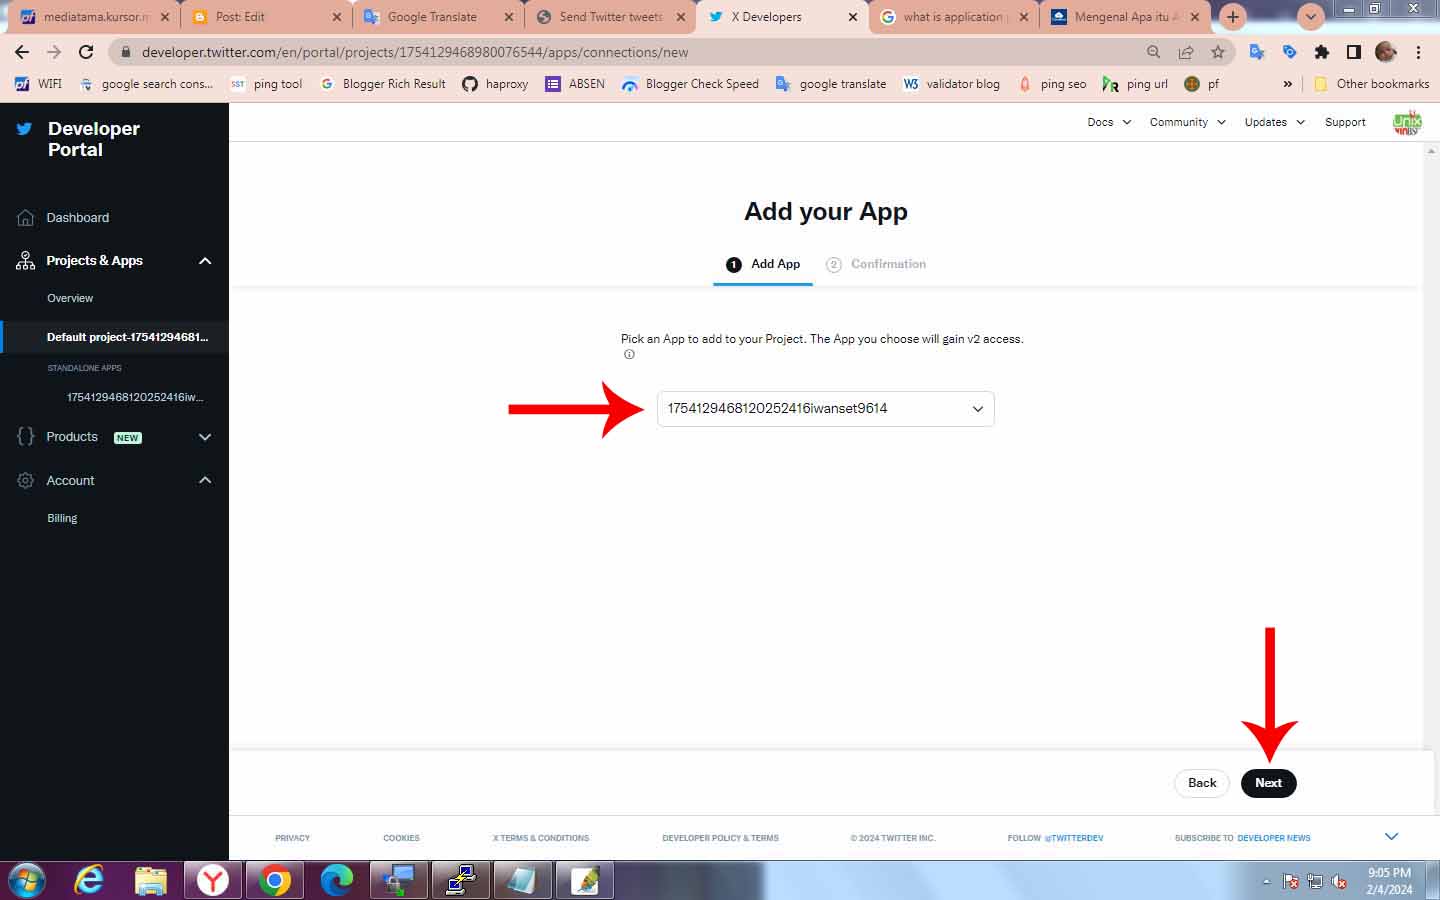 mediatama.kursor.m
Post: Edit
Google Translate
Send Twitter tweets
X Developers
what is application
Mengenal Apa itu A
developer.twitter.com/en/portal/projects/1754129468980076544/apps/connections/new
WIFI
google search cons...
SST
ping tool
Blogger Rich Result
haproxy
ABSEN
Blogger Check Speed
google translate
W3
validator blog
ping seo
ping url
pf
»
Other bookmarks
Developer
Portal
Docs
Community
Updates
Support
Dashboard
Projects & Apps
Overview
Default project-17541294681...
STANDALONE APPS
1754129468120252416iw...
Products
NEW
Account
Billing
Add your App
1 Add App
2 Confirmation
Pick an App to add to your Project. The App you choose will gain v2 access.
1754129468120252416iwanset9614
Back
Next
PRIVACY
COOKIES
X TERMS & CONDITIONS
DEVELOPER POLICY & TERMS
© 2024 TWITTER INC.
FOLLOW @TWITTERDEV
SUBSCRIBE TO DEVELOPER NEWS
9:05 PM
2/4/2024